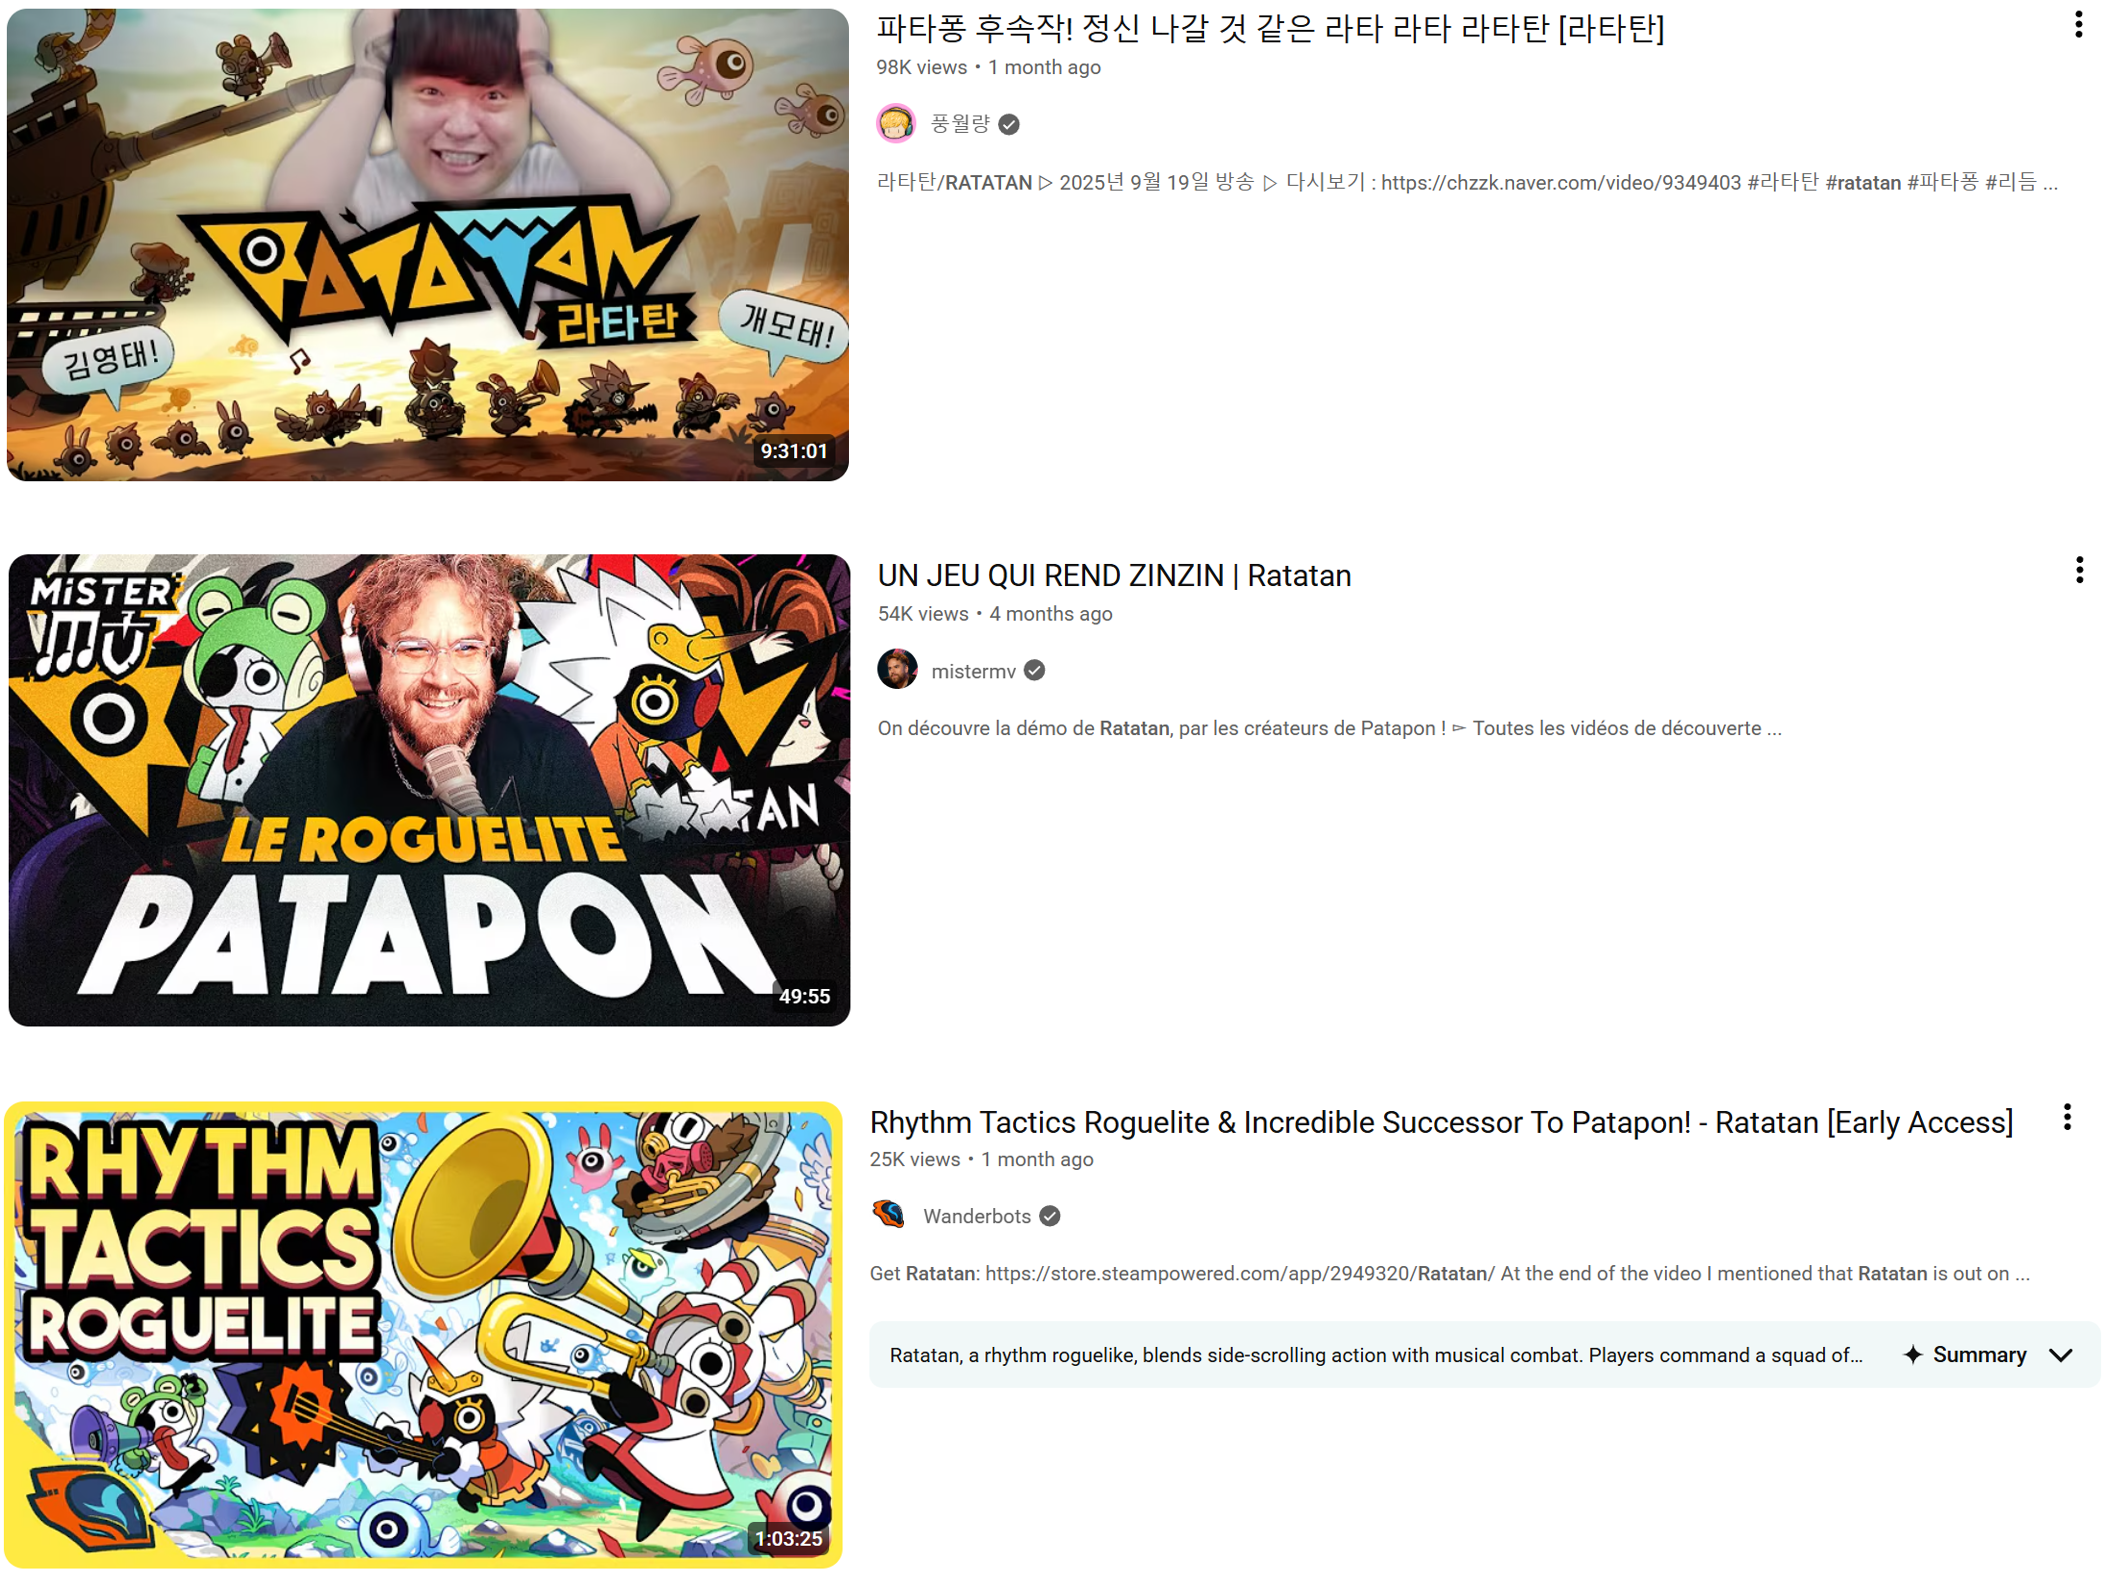 RATATAN
라타탄
김영태!
개모태!
9:31:01
파타퐁 후속작! 정신 나갈 것 같은 라타 라타 라타탄 [라타탄]
98K views • 1 month ago
풍월량
라타탄/RATATAN ▷ 2025년 9월 19일 방송 ▷ 다시보기 : https://chzzk.naver.com/video/9349403 #라타탄 #ratatan #파타퐁 #리듬 ...
MiSTER
MV
TAN
LE ROGUELITE
PATAPON
49:55
UN JEU QUI REND ZINZIN | Ratatan
54K views • 4 months ago
mistermv
On découvre la démo de Ratatan, par les créateurs de Patapon ! ► Toutes les vidéos de découverte ...
RHYTHM
TACTICS
ROGUELITE
1:03:25
Rhythm Tactics Roguelite & Incredible Successor To Patapon! - Ratatan [Early Access]
25K views • 1 month ago
Wanderbots
Get Ratatan: https://store.steampowered.com/app/2949320/Ratatan/ At the end of the video I mentioned that Ratatan is out on ...
Ratatan, a rhythm roguelike, blends side-scrolling action with musical combat. Players command a squad of...
Summary